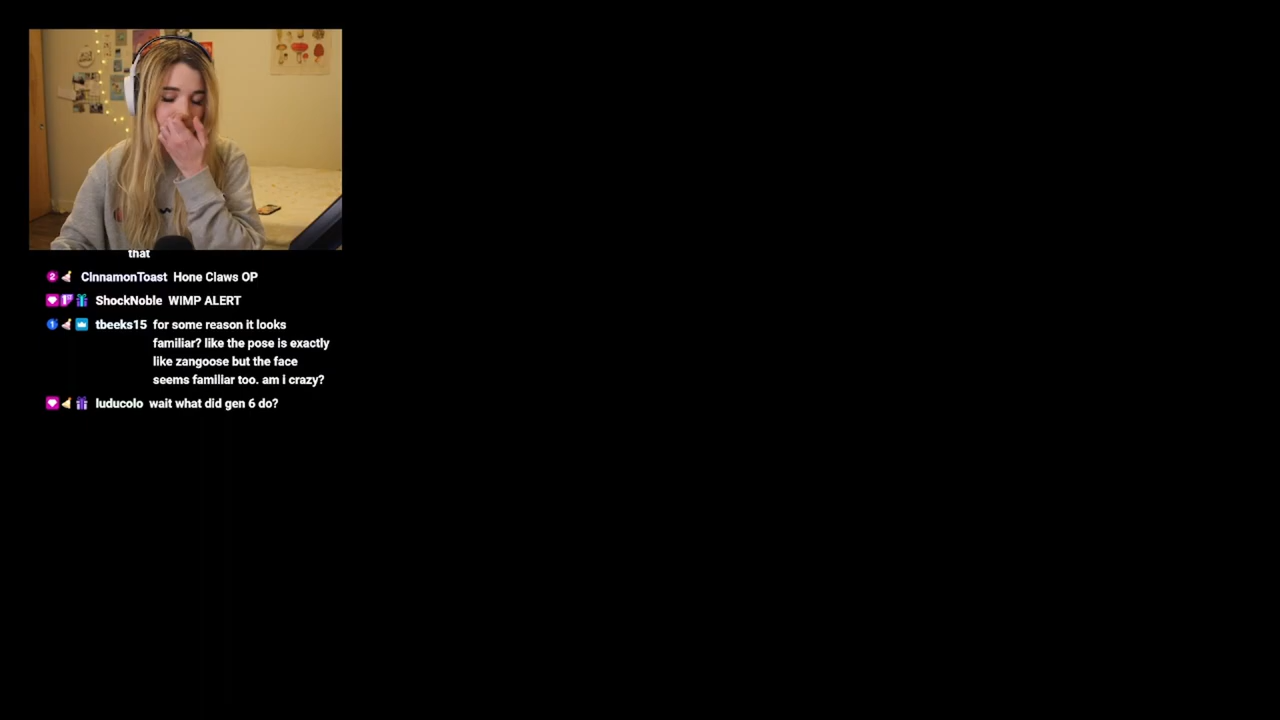 that
CinnamonToast Hone Claws OP
ShockNoble WIMP ALERT
tbeeks15 for some reason it looks
familiar? like the pose is exactly
like zangoose but the face
seems familiar too. am i crazy?
luducolo wait what did gen 6 do?